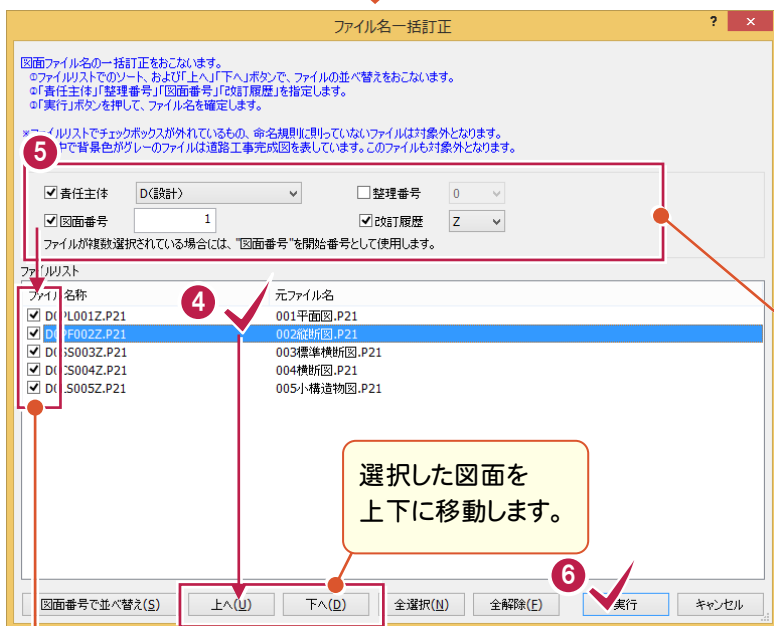 ファイル名一括訂正 ? ×
図面ファイル名の一括訂正をおこないます。
①ファイルリストでのソート、および「上へ」「下へ」ボタンで、ファイルの並べ替えをおこないます。
②「責任主体」「整理番号」「図面番号」「改訂履歴」を指定します。
③「実行」ボタンを押して、ファイル名を確定します。
ファイルリストでチェックボックスが外れているもの、命名規則に則っていないファイルは対象外となります。
中で背景色がグレーのファイルは道路工事完成図を表しています。このファイルも対象外となります。
5
責任主体 D(設計) 整理番号 0
図面番号 1 改訂履歴 Z
ファイルが複数選択されている場合には、"図面番号"を開始番号として使用します。
ファイルリスト
ファイル名称 元ファイル名
4
D0PL001Z.P21 001平面図.P21
D0PF002Z.P21 002縦断図.P21
D0SS003Z.P21 003標準横断図.P21
D0CS004Z.P21 004横断図.P21
D0LS005Z.P21 005小構造物図.P21
選択した図面を
上下に移動します。
6
図面番号で並べ替え(S) 上へ(U) 下へ(D) 全選択(N) 全解除(F) 実行 キャンセル